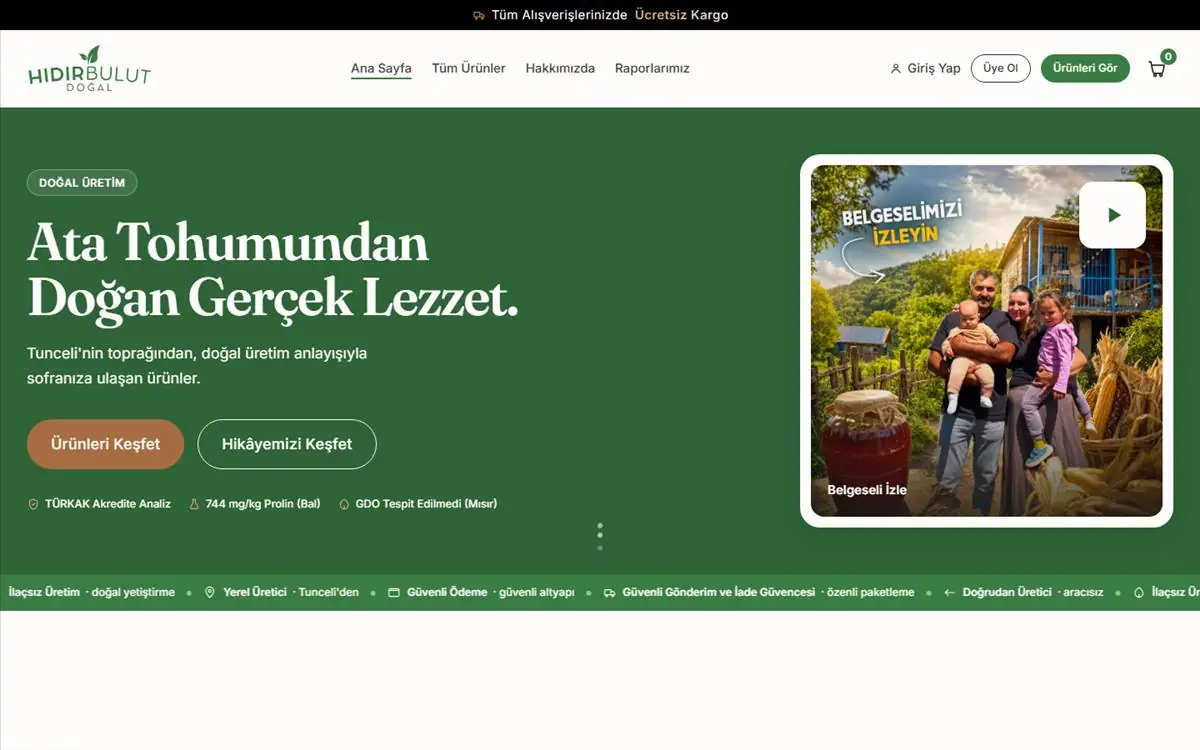 Tüm Alışverişlerinizde Ücretsiz Kargo
HIDIRBULUT
DOĞAL
Ana Sayfa
Tüm Ürünler
Hakkımızda
Raporlarımız
Giriş Yap
Üye Ol
Ürünleri Gör
0
DOĞAL ÜRETİM
Ata Tohumundan
Doğan Gerçek Lezzet.
Tunceli'nin toprağından, doğal üretim anlayışıyla
sofranıza ulaşan ürünler.
Ürünleri Keşfet
Hikâyemizi Keşfet
TÜRKAK Akredite Analiz
744 mg/kg Prolin (Bal)
GDO Tespit Edilmedi (Mısır)
BELGESELİMİZİ
İZLEYİN
Belgeseli İzle
İlaçsız Üretim · doğal yetiştirme • Yerel Üretici · Tunceli'den • Güvenli Ödeme · güvenli altyapı • Güvenli Gönderim ve İade Güvencesi · özenli paketleme • Doğrudan Üretici · aracısız • İlaçsız Ür